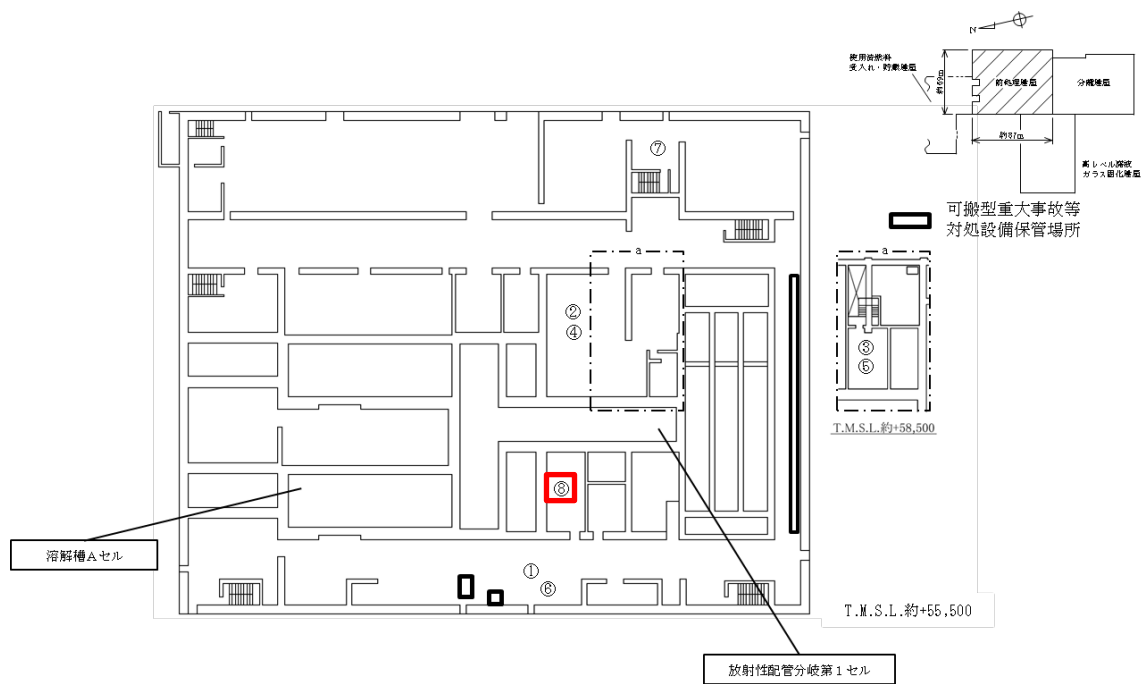 N
使用済燃料
受入れ・貯蔵建屋
約69m
前処理建屋
分離建屋
約87m
高レベル廃液
ガラス固化建屋
可搬型重大事故等
対処設備保管場所
⑦
a
a
②
④
③
⑤
T.M.S.L.約+58,500
⑧
溶解槽Aセル
①
⑥
T.M.S.L.約+55,500
放射性配管分岐第1セル